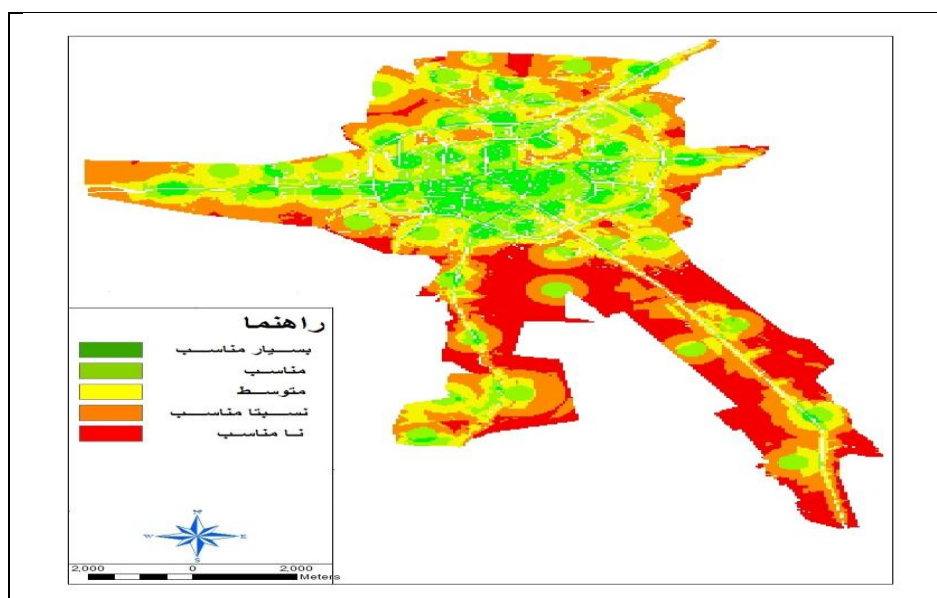 راهنما
بسیار مناسب
مناسب
متوسط
نسبتا مناسب
نا مناسب
N
W E
S
2,000 0 2,000
Meters